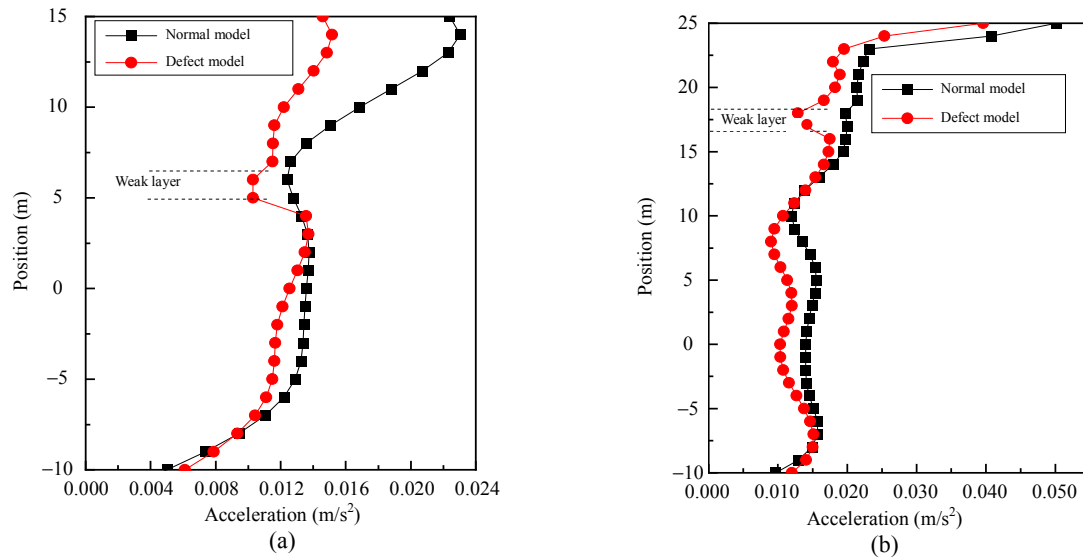 15
10
5
0
−5
−10
Position (m)
Normal model
Defect model
Weak layer
0.000 0.004 0.008 0.012 0.016 0.020 0.024
Acceleration (m/s²)
(a)
25
20
15
10
5
0
−5
−10
Position (m)
Normal model
Defect model
Weak layer
0.000 0.010 0.020 0.030 0.040 0.050
Acceleration (m/s²)
(b)